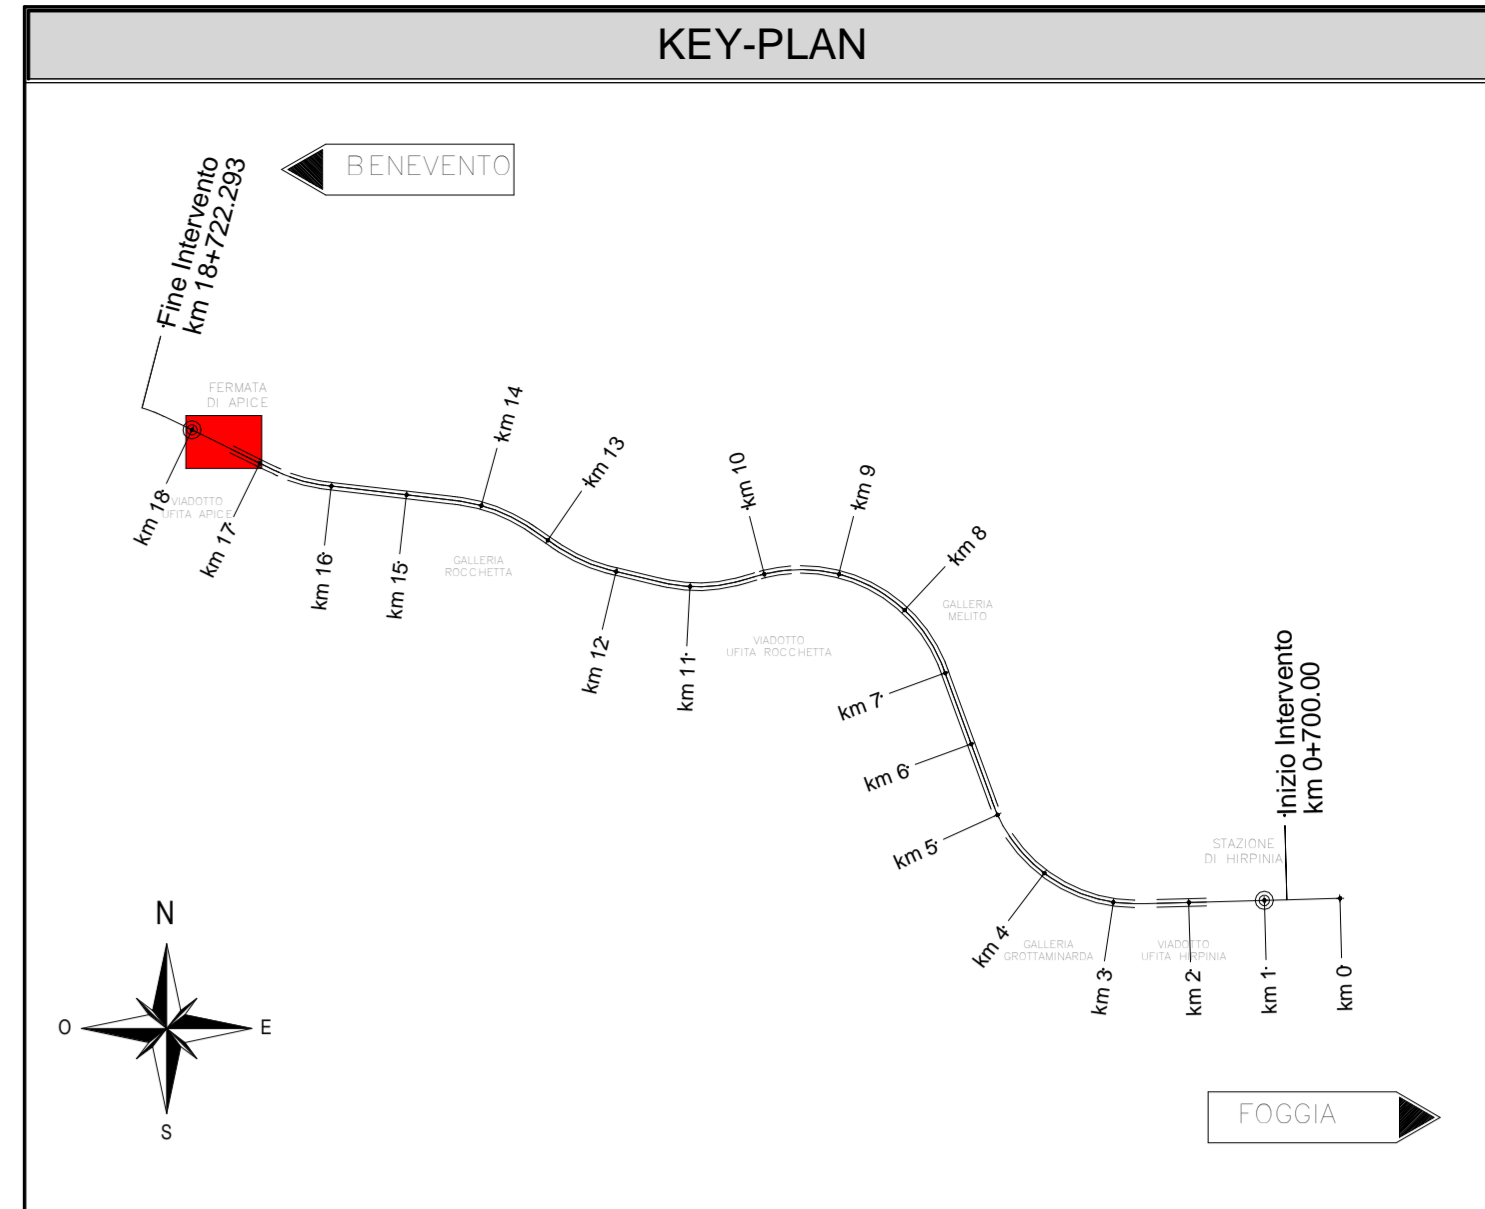 KEY-PLAN
BENEVENTO
Fine Intervento
km 18+722.293
FERMATA
DI APICE
km 18
VIADOTTO
UFITA APICE
km 17
km 16
km 15
km 14
GALLERIA
ROCCHETTA
km 13
km 12
km 11
km 10
VIADOTTO
UFITA ROCCHETTA
km 9
km 8
GALLERIA
MELITO
km 7
km 6
km 5
km 4
GALLERIA
GROTTAMINARDA
km 3
VIADOTTO
UFITA HIRPINIA
km 2
STAZIONE
DI HIRPINIA
km 1
Inizio Intervento
km 0+700.00
km 0
N
O
E
S
FOGGIA